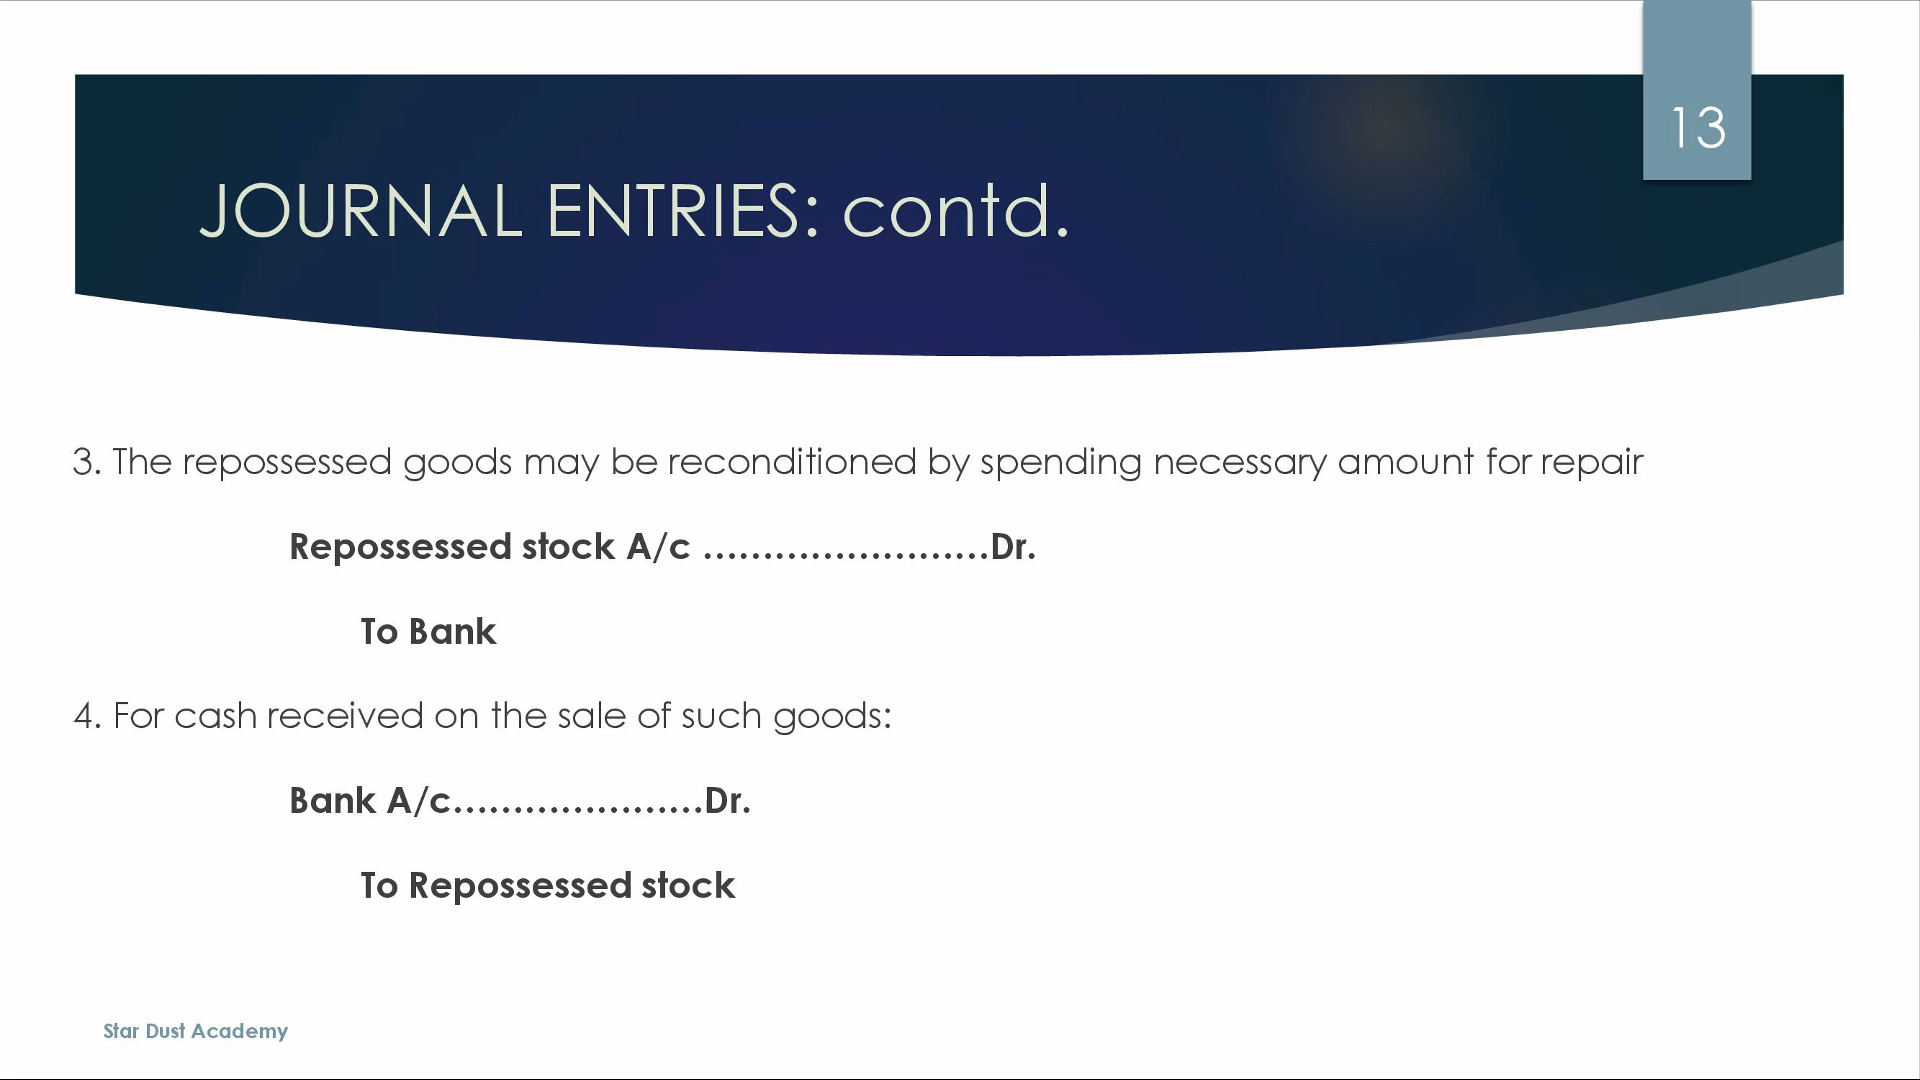 13
JOURNAL ENTRIES: contd.
3. The repossessed goods may be reconditioned by spending necessary amount for repair
Repossessed stock A/c ……………………Dr.
To Bank
4. For cash received on the sale of such goods:
Bank A/c…………………Dr.
To Repossessed stock
Star Dust Academy